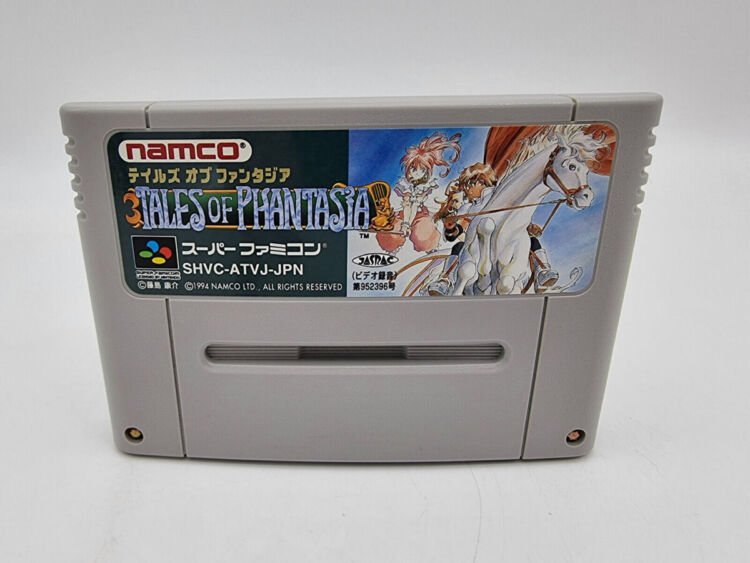 namco®
テイルズ オブ ファンタジア
TALES OF PHANTASIA
™
スーパーファミコン®
SUPER FAMICOM
SHVC-ATVJ-JPN
©藤島 康介 ©1994 NAMCO LTD., ALL RIGHTS RESERVED
JASRAC
(ビデオ録音)
第952396号